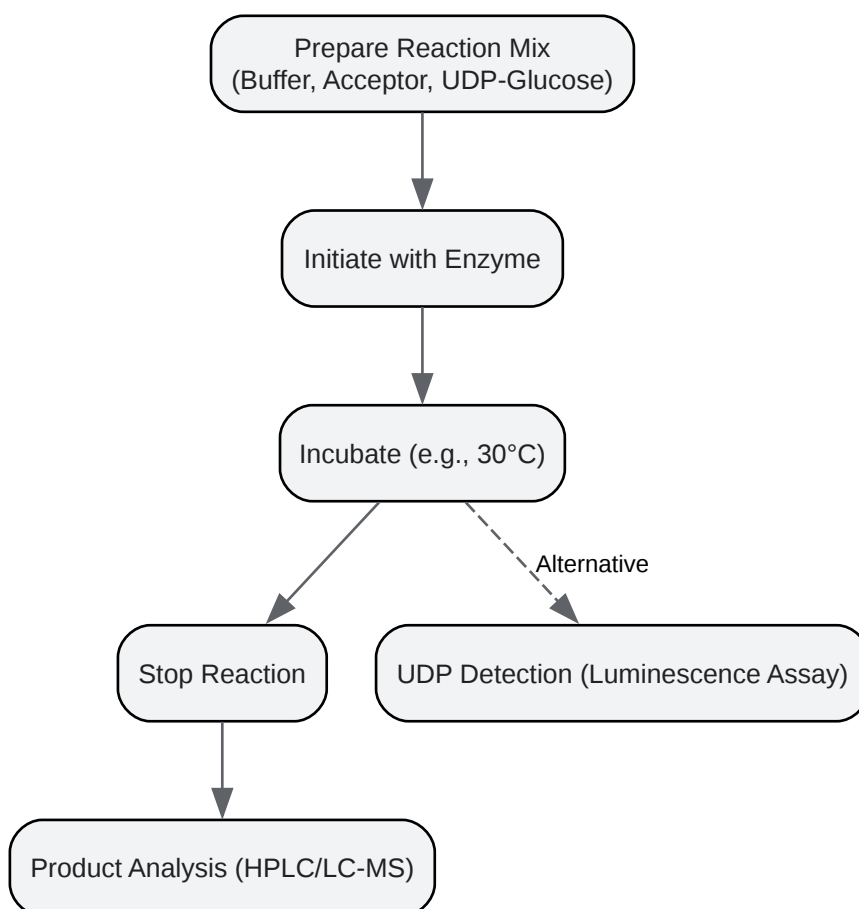 Prepare Reaction Mix
(Buffer, Acceptor, UDP-Glucose)
Initiate with Enzyme
Incubate (e.g., 30°C)
Alternative
Stop Reaction
UDP Detection (Luminescence Assay)
Product Analysis (HPLC/LC-MS)